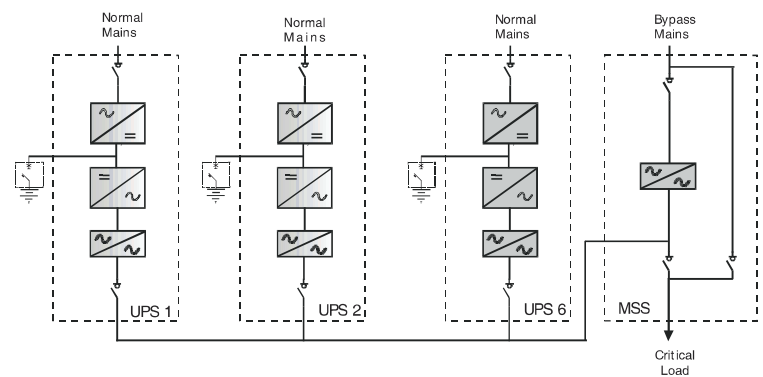 Normal
Mains
Normal
Mains
Normal
Mains
Bypass
Mains
UPS 1
UPS 2
UPS 6
MSS
Critical
Load